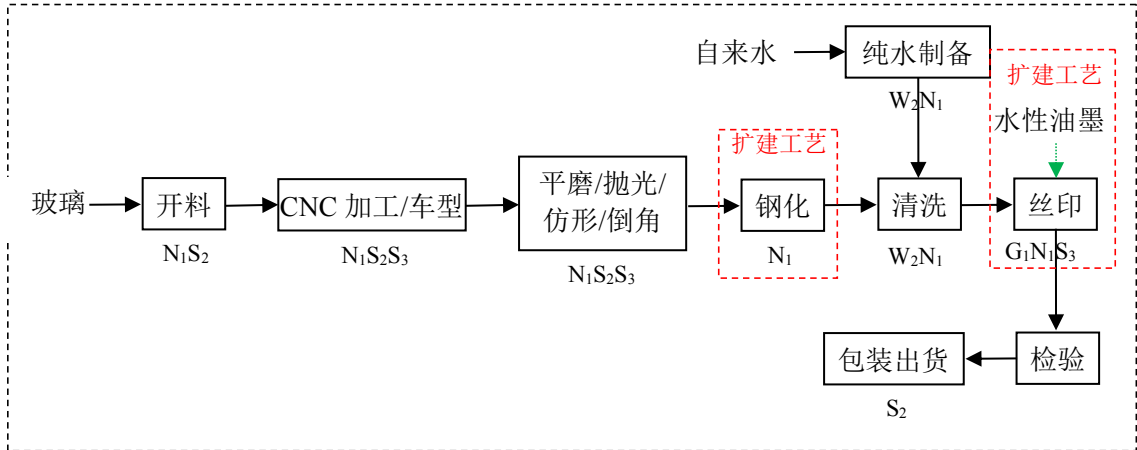 自来水
纯水制备
W₂N₁
扩建工艺
水性油墨
扩建工艺
玻璃
开料
N₁S₂
CNC 加工/车型
N₁S₂S₃
平磨/抛光/
仿形/倒角
N₁S₂S₃
钢化
N₁
清洗
W₂N₁
丝印
G₁N₁S₃
包装出货
S₂
检验